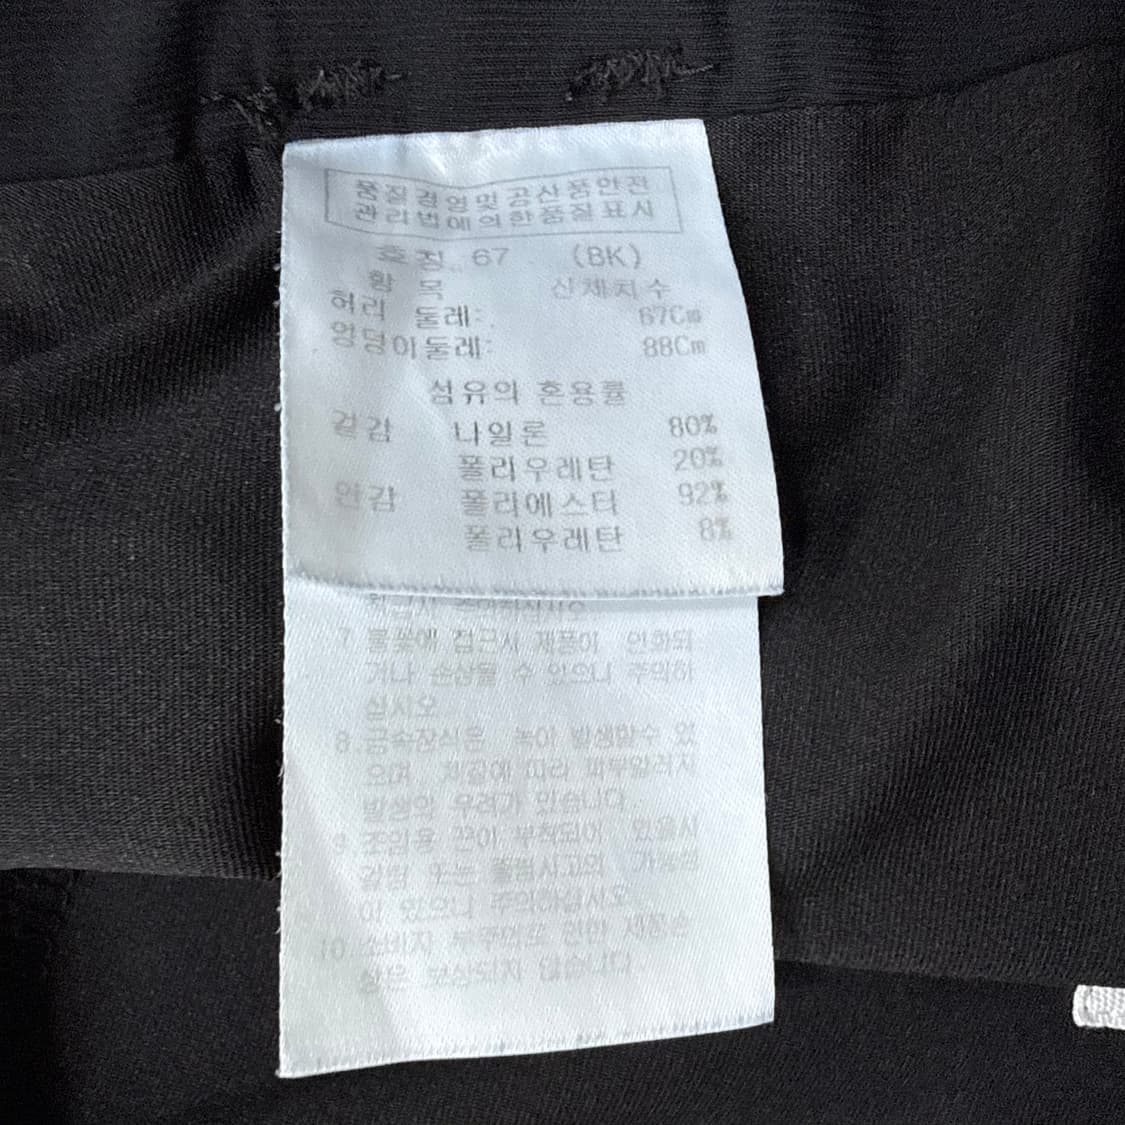 품질경영및공산품안전
관리법에의한품질표시
호칭 67 (BK)
항 목 신체치수
허리 둘레: 67Cm
엉덩이둘레: 88Cm
섬유의 혼용률
겉감 나일론 80%
폴리우레탄 20%
안감 폴리에스터 92%
폴리우레탄 8%
주의하십시오
7 불꽃에 접근시 제품이 인화되
거나 손상될 수 있으니 주의하
십시오
8.금속장식은 녹이 발생할수 있
으며, 체질에 따라 피부알러지
발생의 우려가 있습니다.
9 조임용 끈이 부착되어 있을시
걸림 또는 돌발사고의 가능성
이 있으니 주의하십시오
10.소비자 부주의로 인한 제품손
상은 보상되지 않습니다.